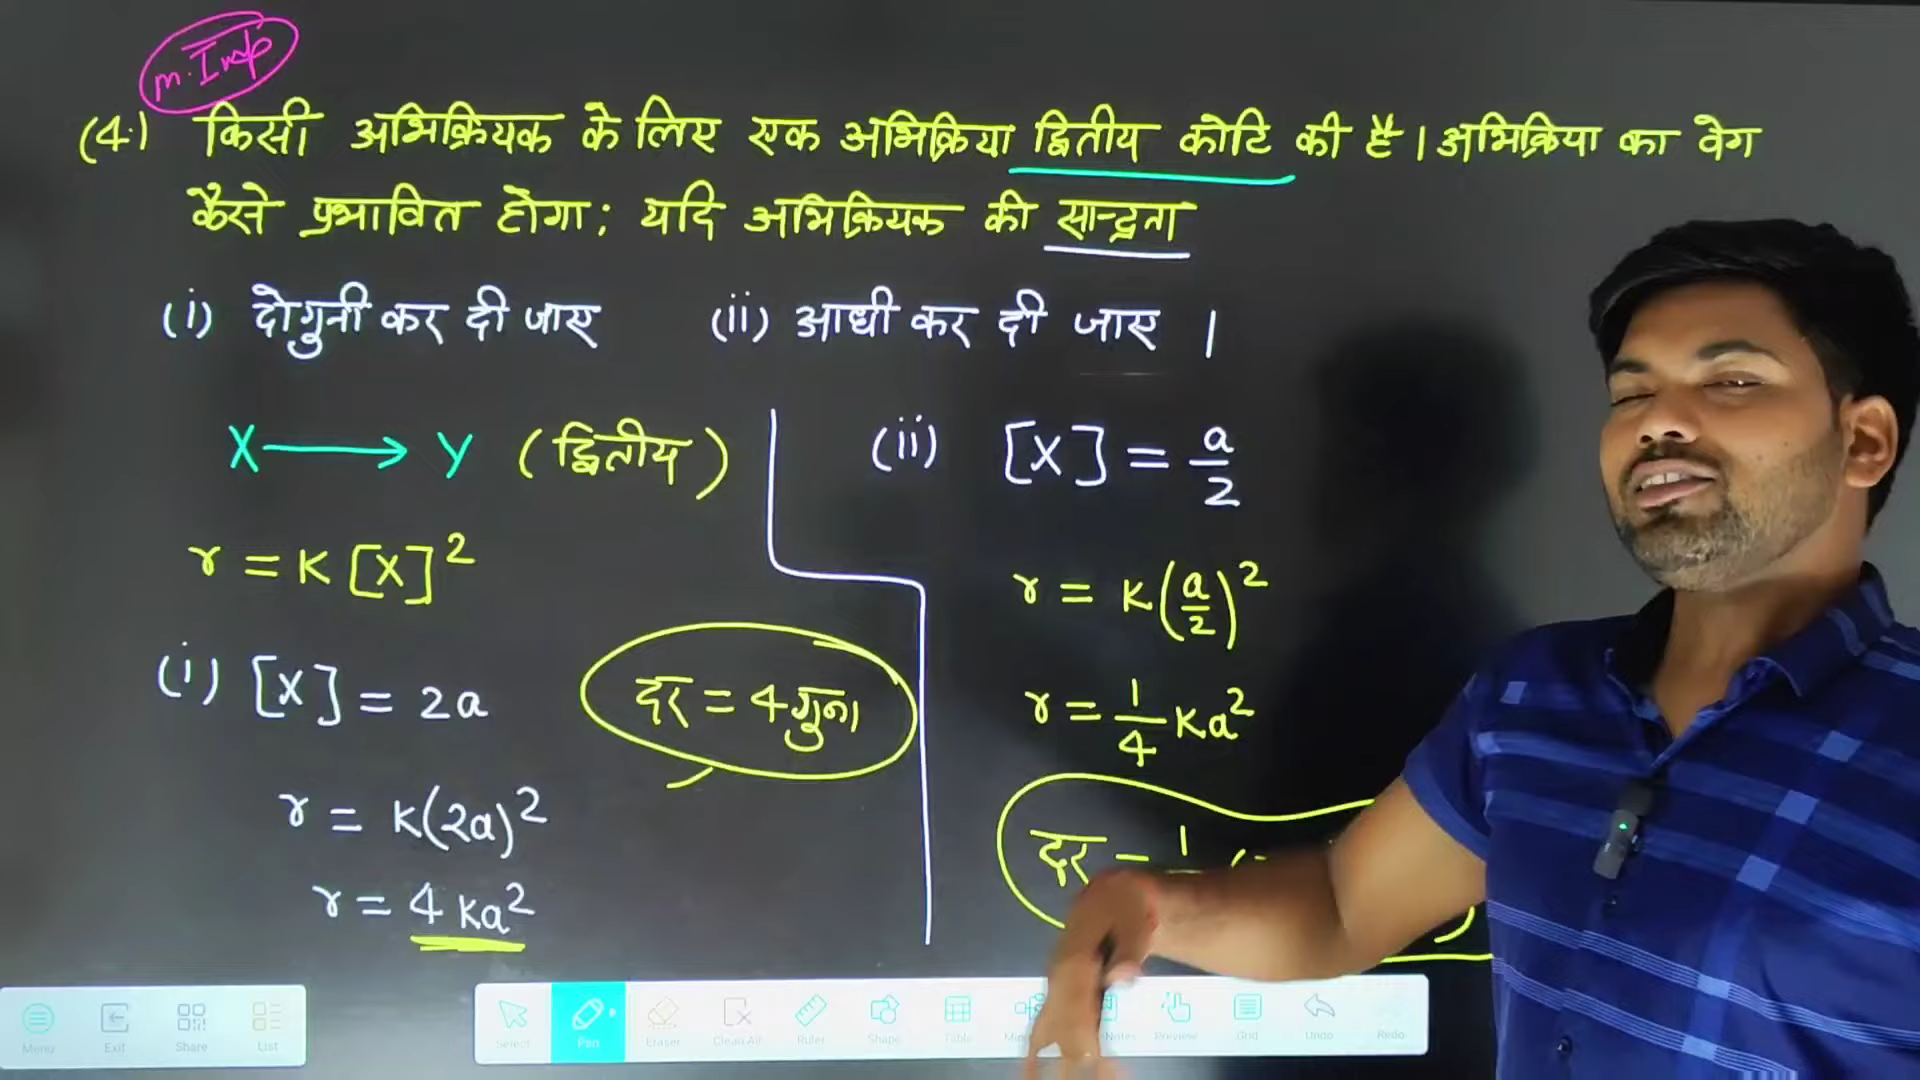 m. Imp
(4.) किसी अभिक्रियक के लिए एक अभिक्रिया द्वितीय कोटि की है। अभिक्रिया का वेग
कैसे प्रभावित होगा; यदि अभिक्रियक की सान्द्रता
(i) दोगुनी कर दी जाए (ii) आधी कर दी जाए।
X → Y (द्वितीय)
r = K [X]²
(i) [X] = 2a
r = K(2a)²
r = 4 Ka²
दर = 4 गुना
(ii) [X] = a/2
r = K(a/2)²
r = 1/4 Ka²
दर = 1
Menu Exit Share List
Select Pen Eraser Clean All Ruler Shape Table Notes Preview Grid Undo Redo